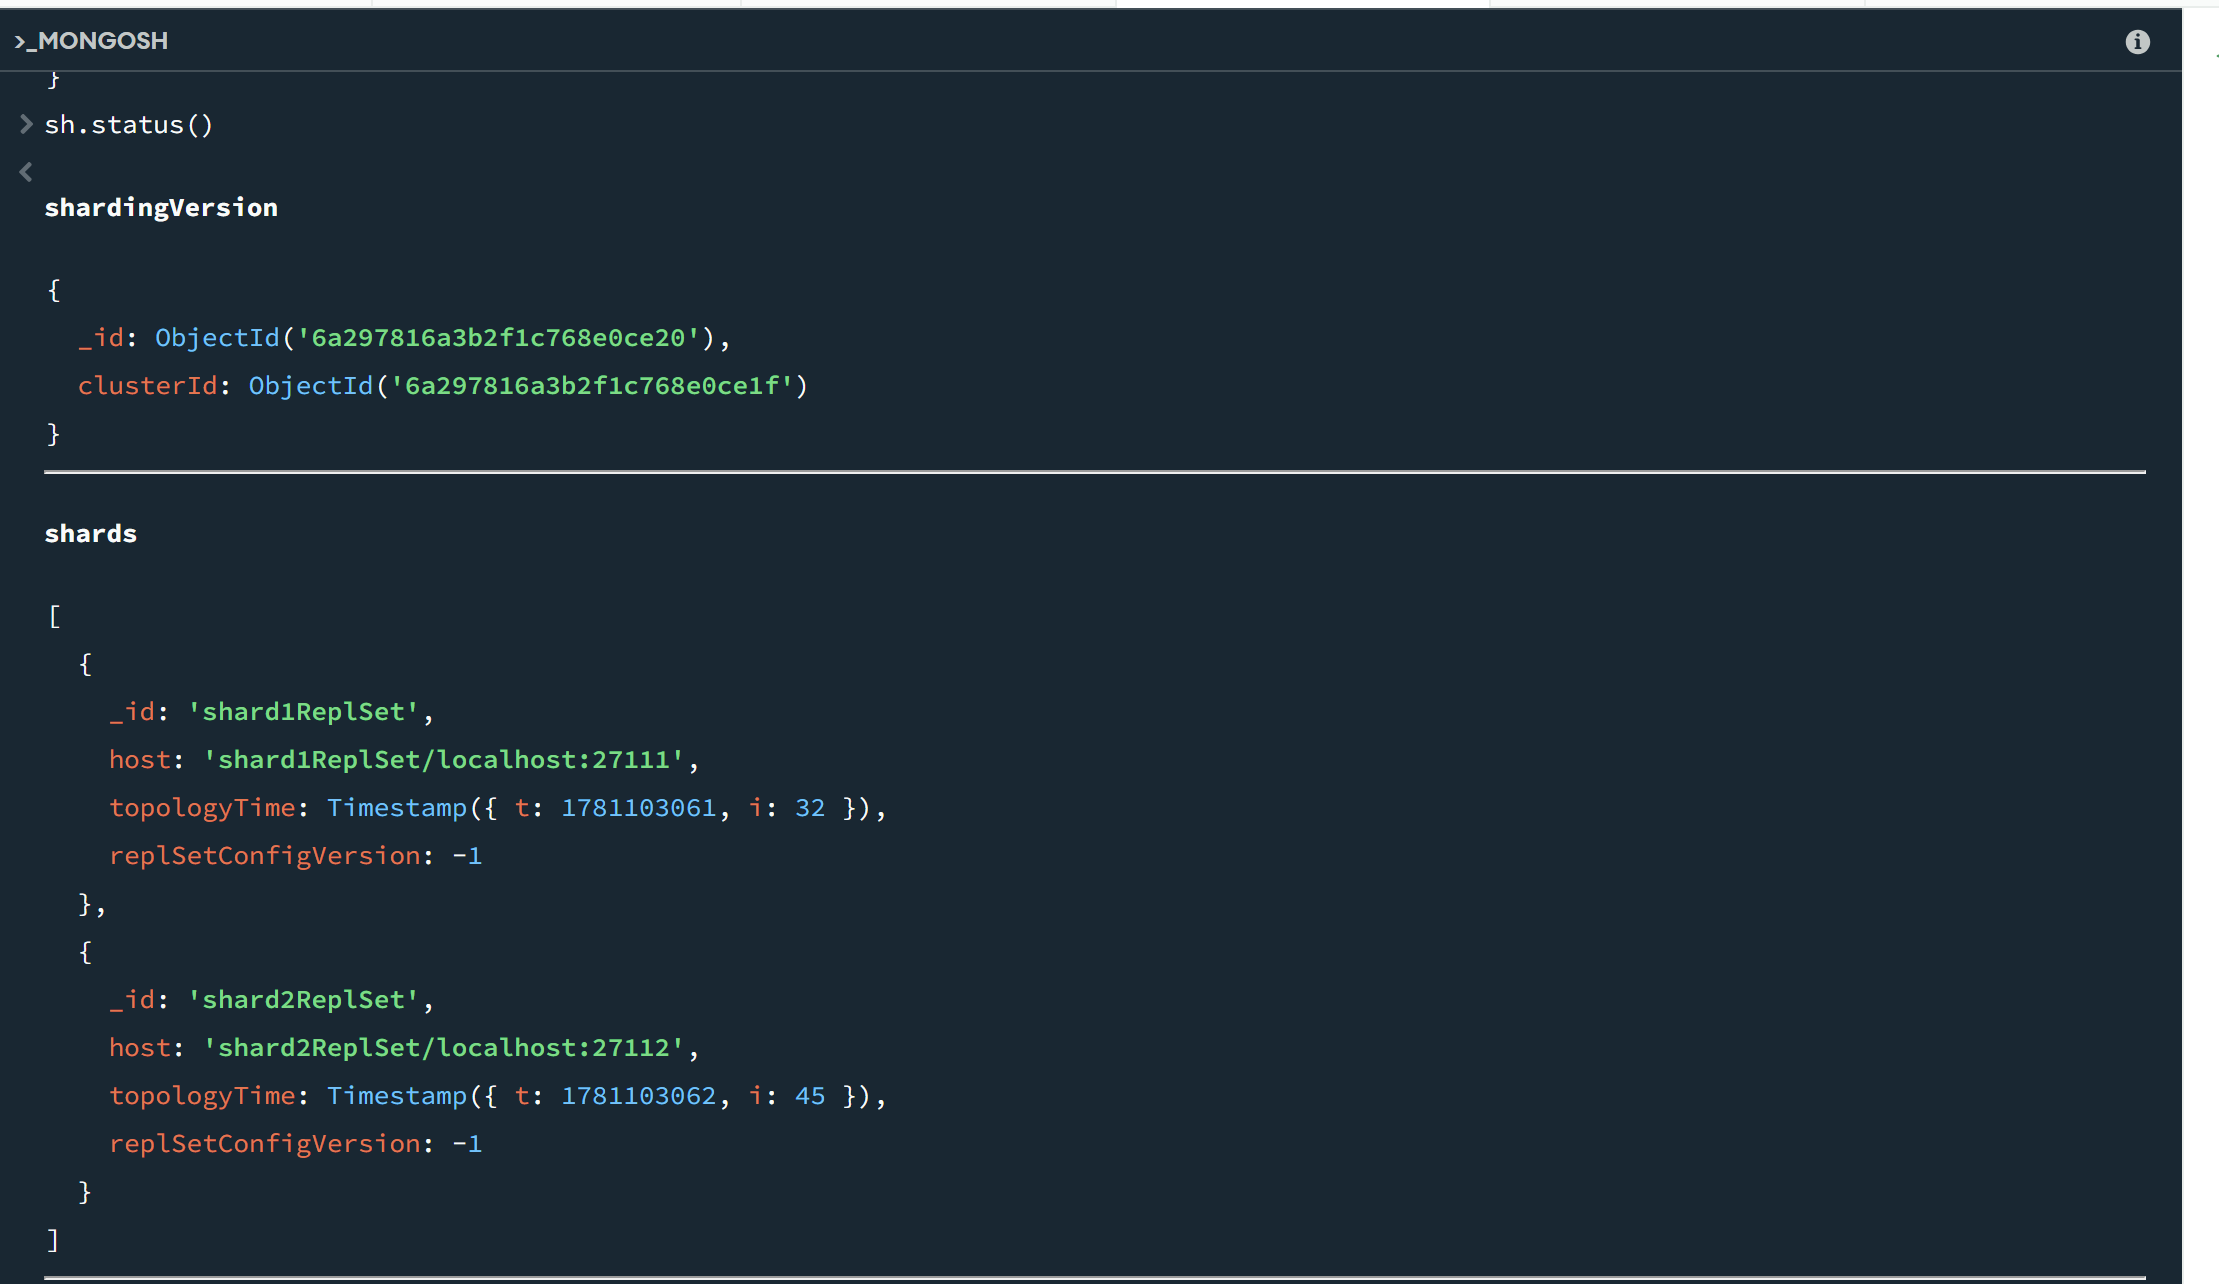 >_MONGOSH
}
sh.status()
shardingVersion
{
_id: ObjectId('6a297816a3b2f1c768e0ce20'),
clusterId: ObjectId('6a297816a3b2f1c768e0ce1f')
}
shards
[
{
_id: 'shard1ReplSet',
host: 'shard1ReplSet/localhost:27111',
topologyTime: Timestamp({ t: 1781103061, i: 32 }),
replSetConfigVersion: -1
},
{
_id: 'shard2ReplSet',
host: 'shard2ReplSet/localhost:27112',
topologyTime: Timestamp({ t: 1781103062, i: 45 }),
replSetConfigVersion: -1
}
]